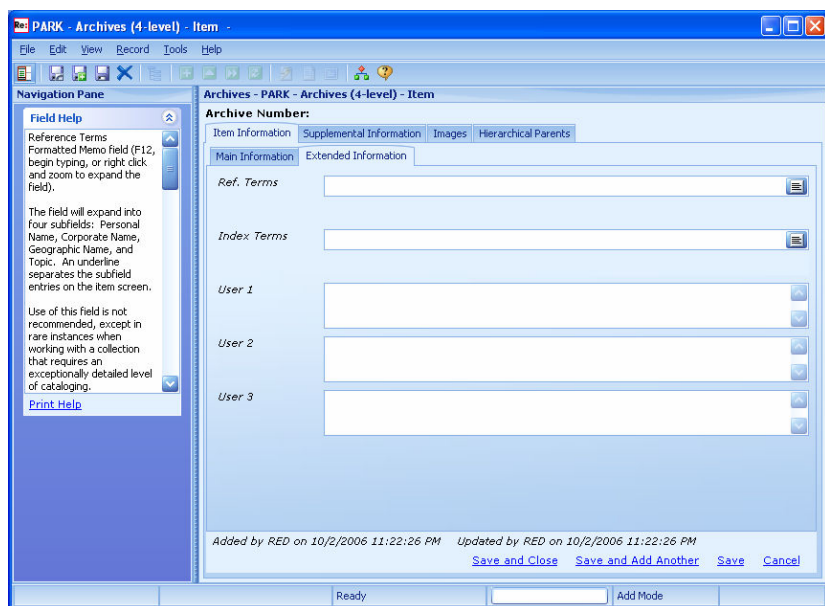 Re: PARK - Archives (4-level) - Item -
File Edit View Record Tools Help
Navigation Pane
Archives - PARK - Archives (4-level) - Item
Field Help
Reference Terms
Formatted Memo field (F12,
begin typing, or right click
and zoom to expand the
field).
The field will expand into
four subfields: Personal
Name, Corporate Name,
Geographic Name, and
Topic. An underline
separates the subfield
entries on the item screen.
Use of this field is not
recommended, except in
rare instances when
working with a collection
that requires an
exceptionally detailed level
of cataloging.
Print Help
Archive Number:
Item Information Supplemental Information Images Hierarchical Parents
Main Information Extended Information
Ref. Terms
Index Terms
User 1
User 2
User 3
Added by RED on 10/2/2006 11:22:26 PM Updated by RED on 10/2/2006 11:22:26 PM
Save and Close Save and Add Another Save Cancel
Ready Add Mode